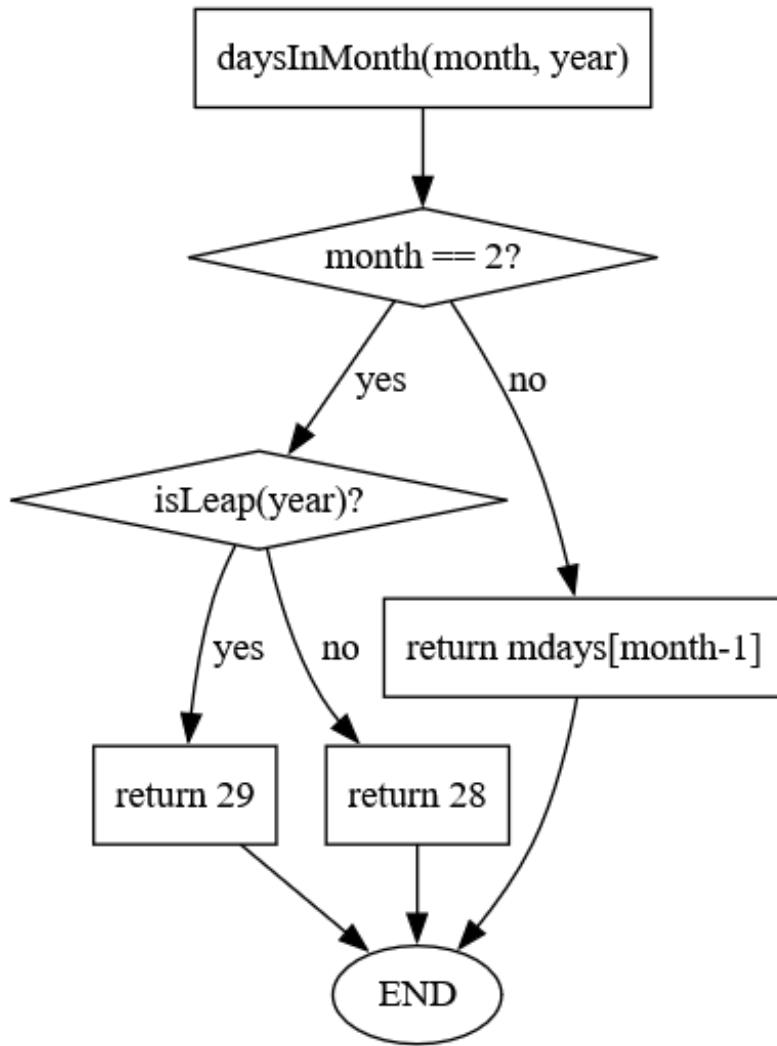 daysInMonth(month, year)
month == 2?
yes
no
isLeap(year)?
yes
no
return mdays[month-1]
return 29
return 28
END